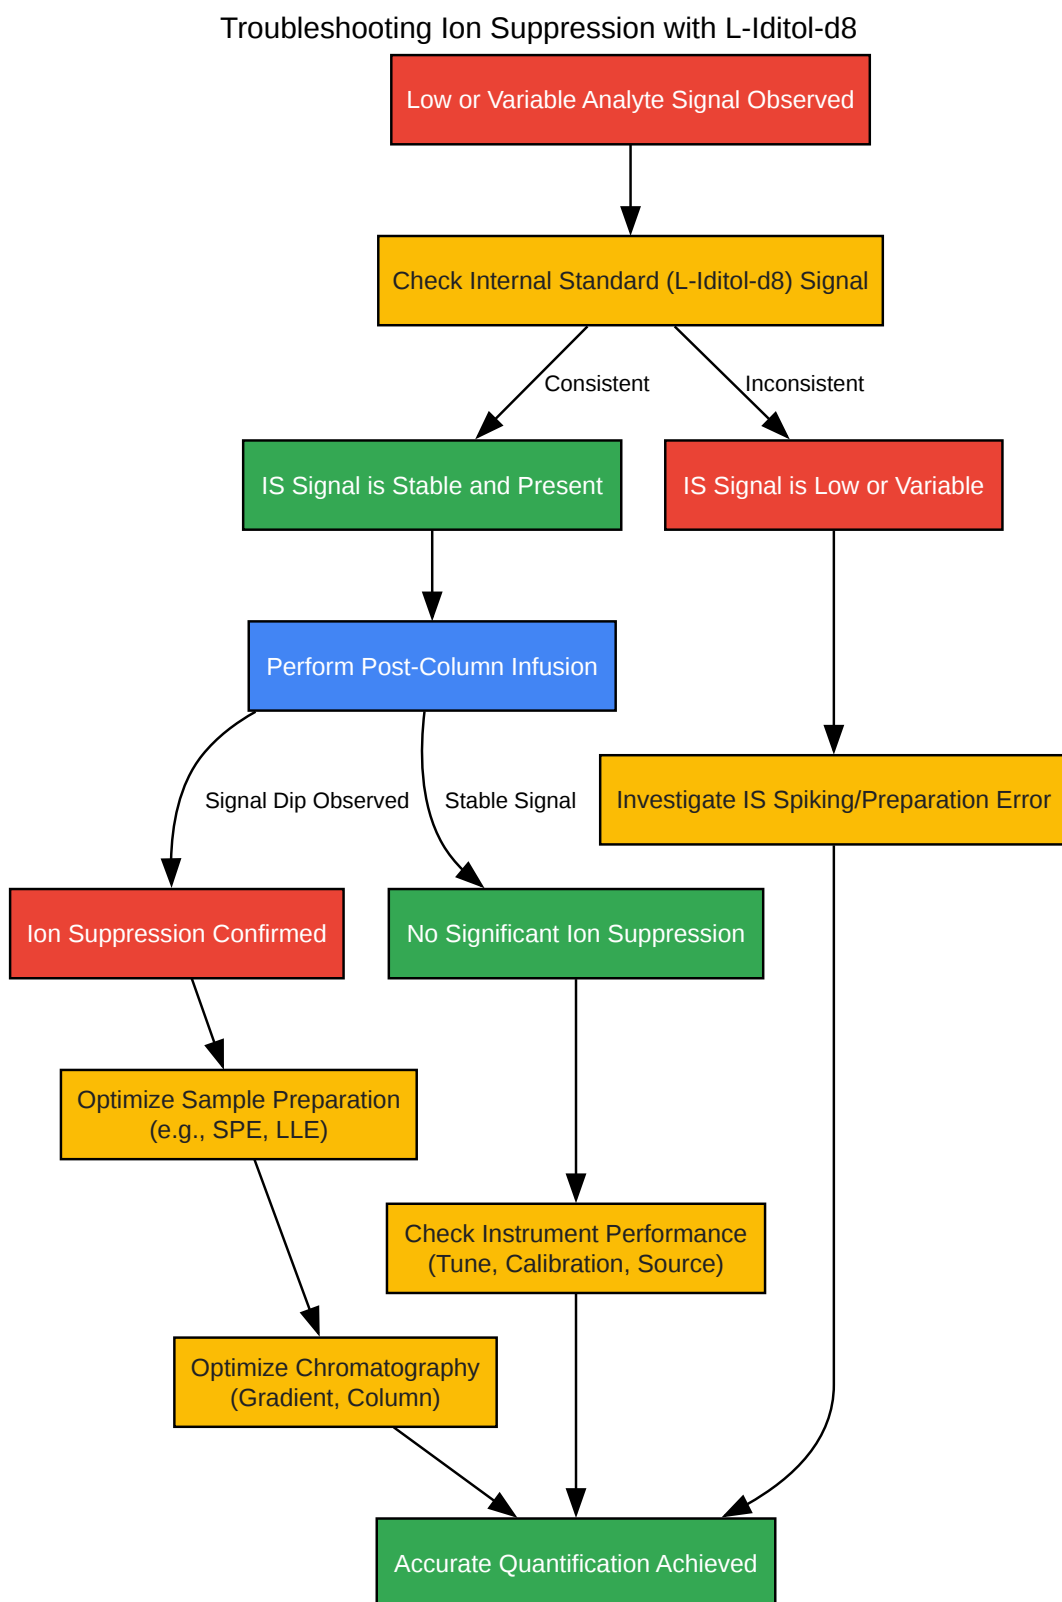 Troubleshooting Ion Suppression with L-Iditol-d8
Low or Variable Analyte Signal Observed
Check Internal Standard (L-Iditol-d8) Signal
Consistent
Inconsistent
IS Signal is Stable and Present
IS Signal is Low or Variable
Perform Post-Column Infusion
Signal Dip Observed
Stable Signal
Investigate IS Spiking/Preparation Error
Ion Suppression Confirmed
No Significant Ion Suppression
Optimize Sample Preparation
(e.g., SPE, LLE)
Check Instrument Performance
(Tune, Calibration, Source)
Optimize Chromatography
(Gradient, Column)
Accurate Quantification Achieved